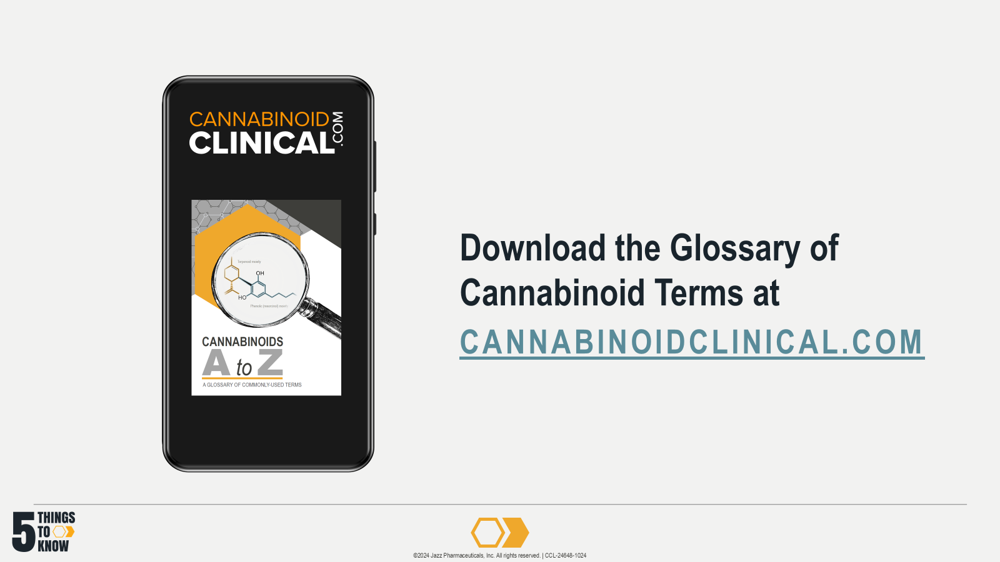 CANNABINOID
CLINICAL.COM
Terpenoid moiety
OH
HO
Phenolic (resorcinol) moiety
CANNABINOIDS
A to Z
A GLOSSARY OF COMMONLY-USED TERMS
Download the Glossary of
Cannabinoid Terms at
CANNABINOIDCLINICAL.COM
5 THINGS
TO
KNOW
©2024 Jazz Pharmaceuticals, Inc. All rights reserved. | CCL-24648-1024